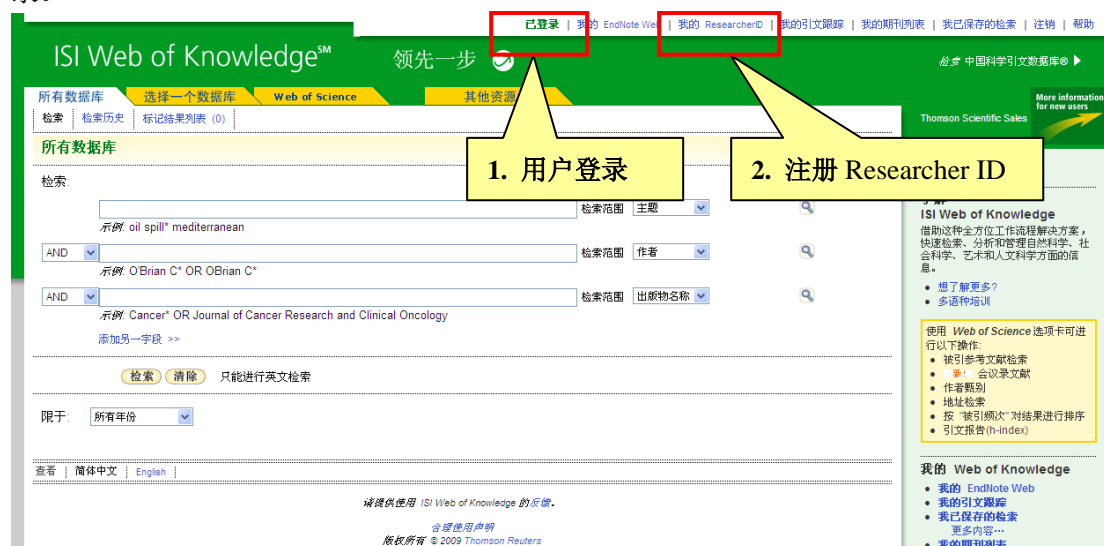 已登录 | 我的 EndNote Web | 我的 ResearcherID | 我的引文跟踪 | 我的期刊列表 | 我已保存的检索 | 注销 | 帮助
ISI Web of Knowledge℠ 领先一步
检索 中国科学引文数据库®
所有数据库 选择一个数据库 Web of Science 其他资源
More information for new users
检索 | 检索历史 | 标记结果列表 (0)
Thomson Scientific Sales
所有数据库
1. 用户登录
2. 注册 Researcher ID
检索:
检索范围 主题
示例: oil spill* mediterranean
AND 检索范围 作者
示例: O'Brian C* OR OBrian C*
AND 检索范围 出版物名称
示例: Cancer* OR Journal of Cancer Research and Clinical Oncology
添加另一字段 >>
检索 清除 只能进行英文检索
限于: 所有年份
查看 | 简体中文 | English
请提供使用 ISI Web of Knowledge 的反馈。
合理使用声明
版权所有 © 2009 Thomson Reuters
ISI Web of Knowledge
借助这种全方位工作流程解决方案，
快速检索、分析和管理自然科学、社
会科学、艺术和人文科学方面的信
息。
• 想了解更多?
• 多语种培训
使用 Web of Science 选项卡可进
行以下操作:
• 被引参考文献检索
• 新! 会议录文献
• 作者甄别
• 地址检索
• 按 "被引频次" 对结果进行排序
• 引文报告(h-index)
我的 Web of Knowledge
• 我的 EndNote Web
• 我的引文跟踪
• 我已保存的检索
更多内容…
• 我的期刊列表